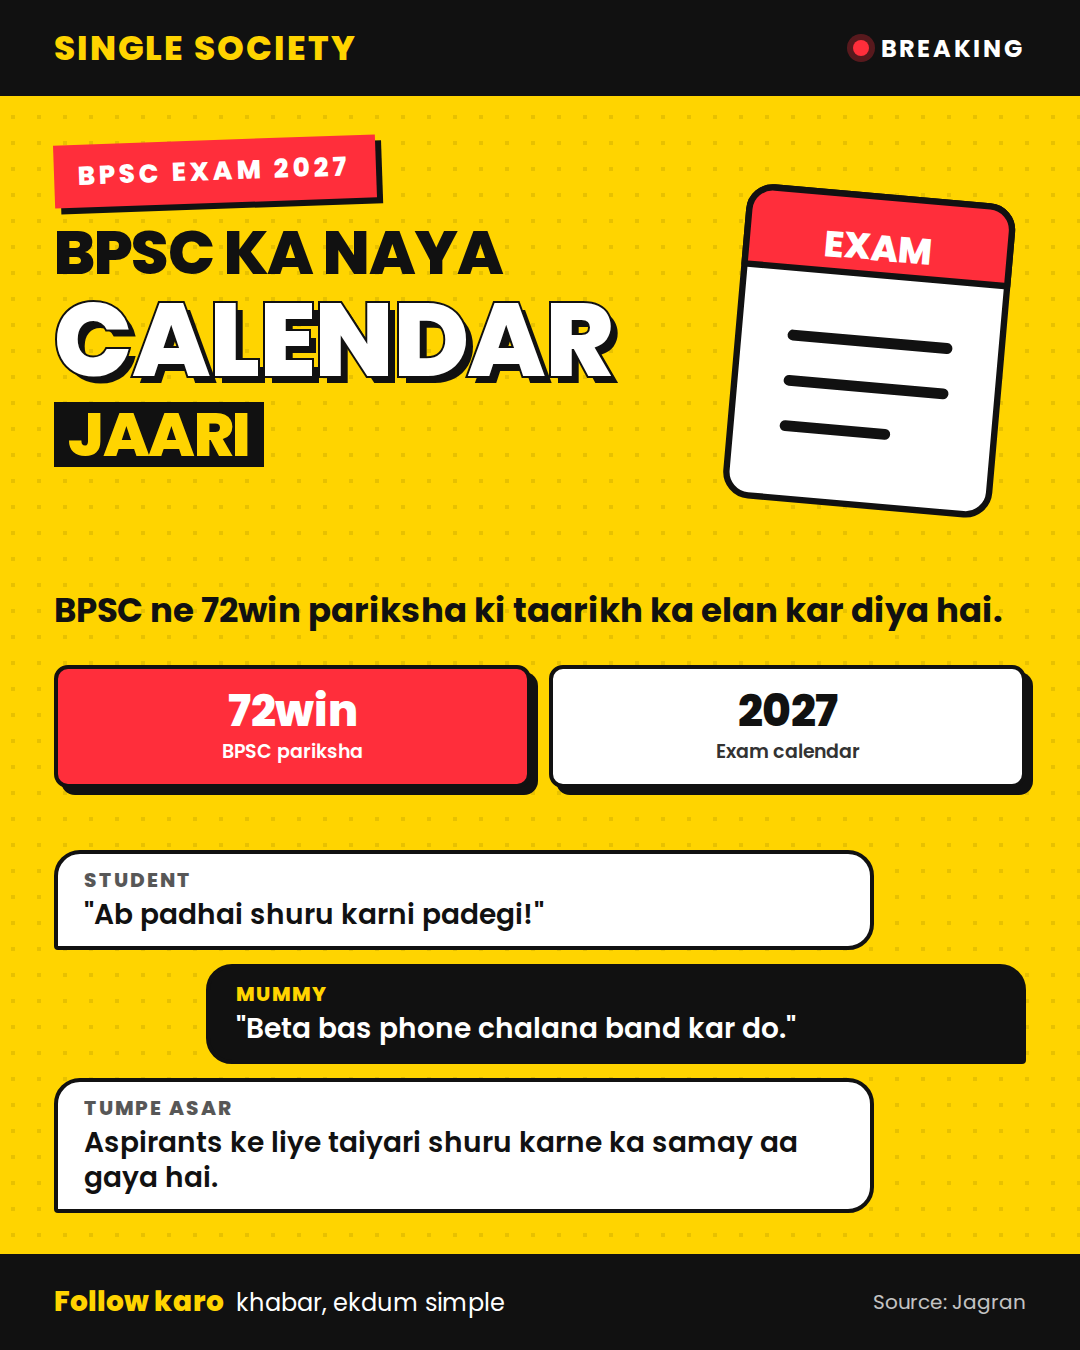 SINGLE SOCIETY
BREAKING
BPSC EXAM 2027
BPSC KA NAYA
CALENDAR
JAARI
EXAM
BPSC ne 72win pariksha ki taarikh ka elan kar diya hai.
72win
BPSC pariksha
2027
Exam calendar
STUDENT
"Ab padhai shuru karni padegi!"
MUMMY
"Beta bas phone chalana band kar do."
TUMPE ASAR
Aspirants ke liye taiyari shuru karne ka samay aa
gaya hai.
Follow karo khabar, ekdum simple
Source: Jagran